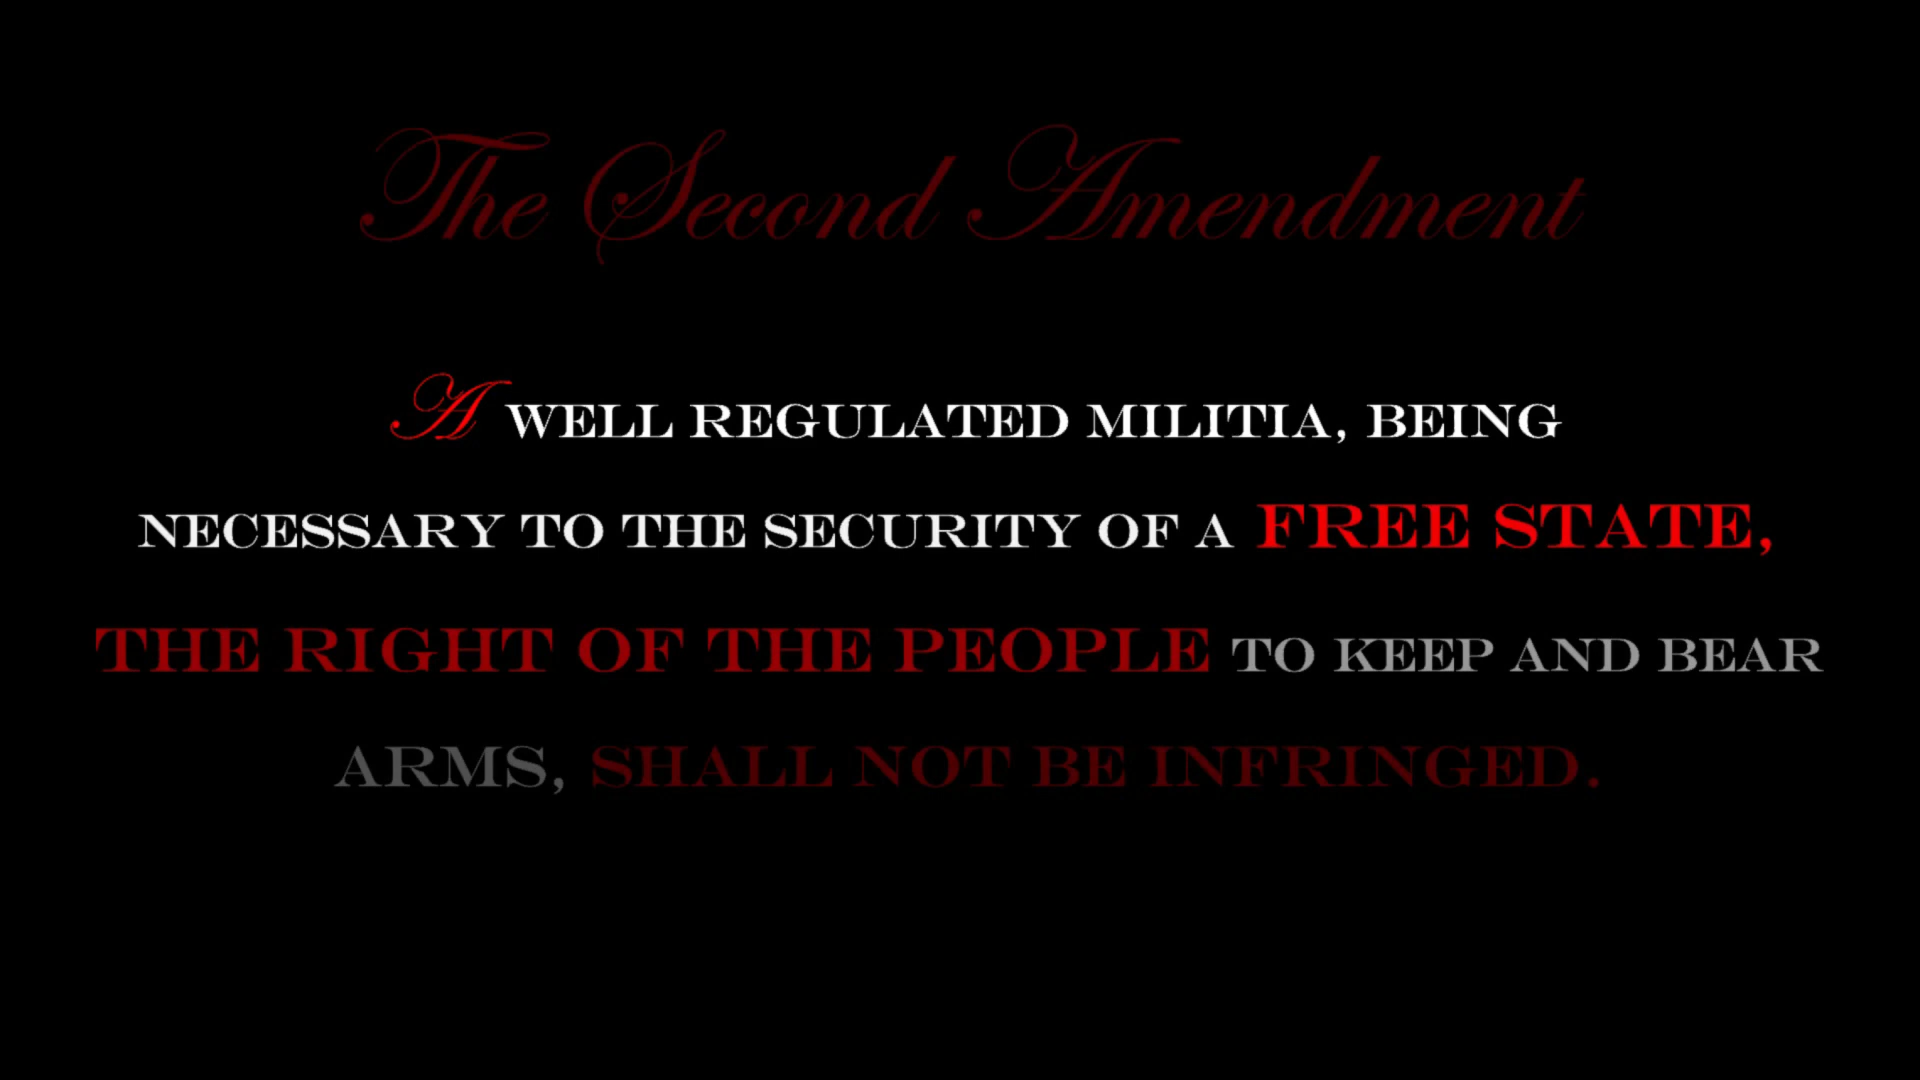 The Second Amendment
A WELL REGULATED MILITIA, BEING
NECESSARY TO THE SECURITY OF A FREE STATE,
THE RIGHT OF THE PEOPLE TO KEEP AND BEAR
ARMS, SHALL NOT BE INFRINGED.